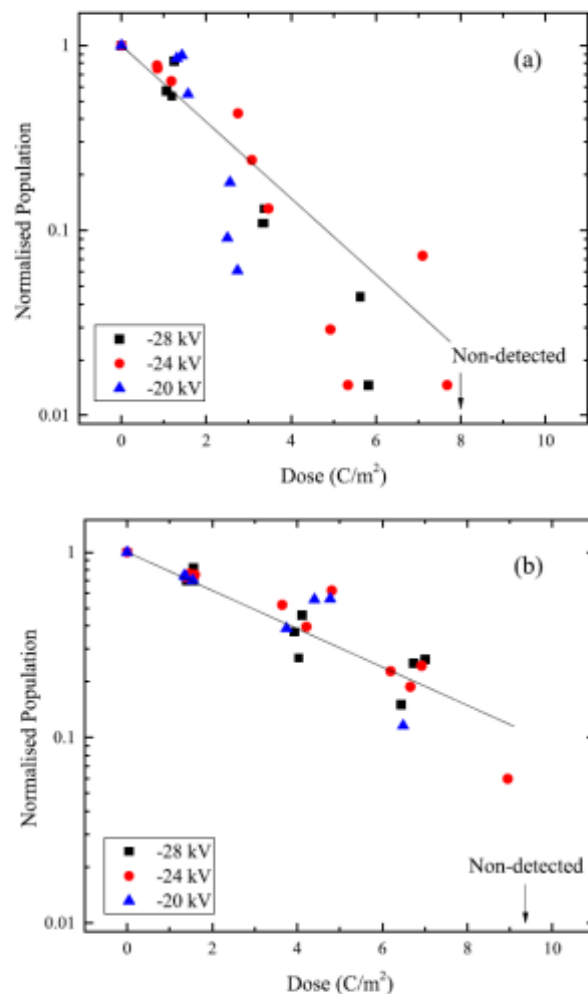 (a)
1
0.1
0.01
Normalised Population
-28 kV
-24 kV
-20 kV
Non-detected
0 2 4 6 8 10
Dose (C/m²)
(b)
1
0.1
0.01
Normalised Population
-28 kV
-24 kV
-20 kV
Non-detected
0 2 4 6 8 10
Dose (C/m²)